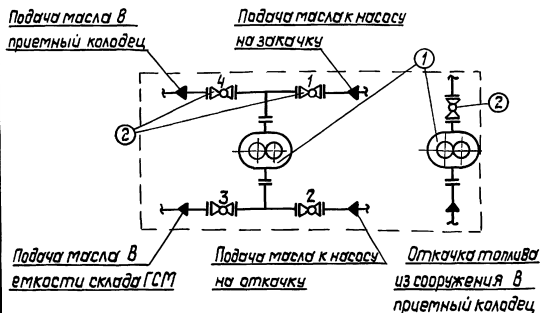 Подача масла в
приемный колодец
Подача масла к насосу
на закачку
1
4
1
2
2
3
2
Подача масла в
емкости склада ГСМ
Подача масла к насосу
на откачку
Откачка топлива
из сооружения в
приемный колодец